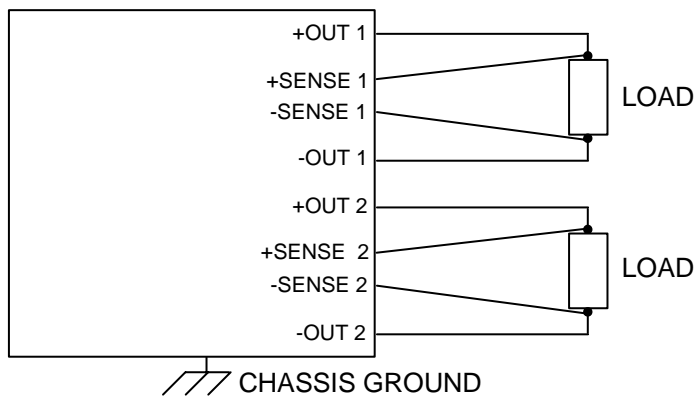 +OUT 1
+SENSE 1
-SENSE 1
LOAD
-OUT 1
+OUT 2
+SENSE  2
-SENSE 2
LOAD
-OUT 2
CHASSIS GROUND